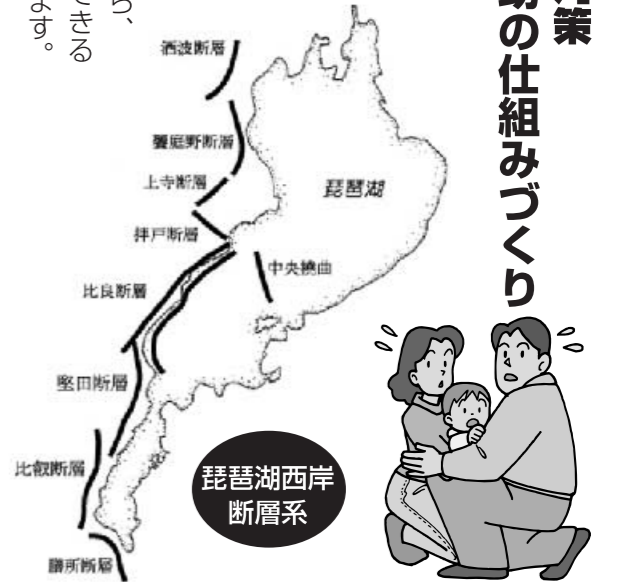 策
助の仕組みづくり
ら、
できる
ます。
酒波断層
饗庭野断層
上寺断層
拝戸断層
琵琶湖
中央撓曲
比良断層
堅田断層
比叡断層
膳所断層
琵琶湖西岸
断層系